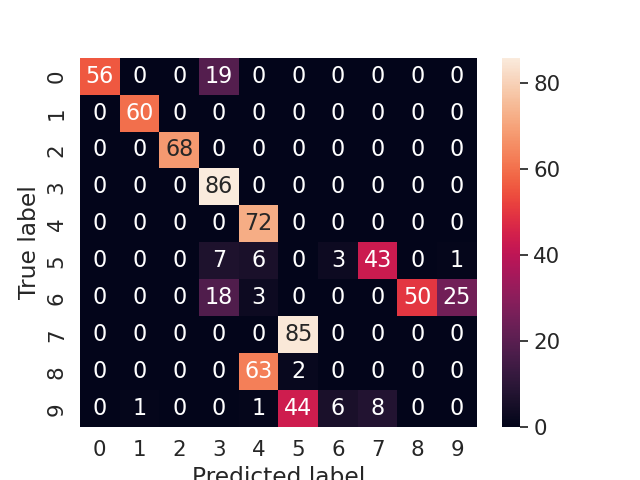 0 56 0 0 19 0 0 0 0 0 0
1 0 60 0 0 0 0 0 0 0 0
2 0 0 68 0 0 0 0 0 0 0
3 0 0 0 86 0 0 0 0 0 0
4 0 0 0 0 72 0 0 0 0 0
5 0 0 0 7 6 0 3 43 0 1
6 0 0 0 18 3 0 0 0 50 25
7 0 0 0 0 0 85 0 0 0 0
8 0 0 0 0 63 2 0 0 0 0
9 0 1 0 0 1 44 6 8 0 0
0 1 2 3 4 5 6 7 8 9
Predicted label
True label
80
60
40
20
0